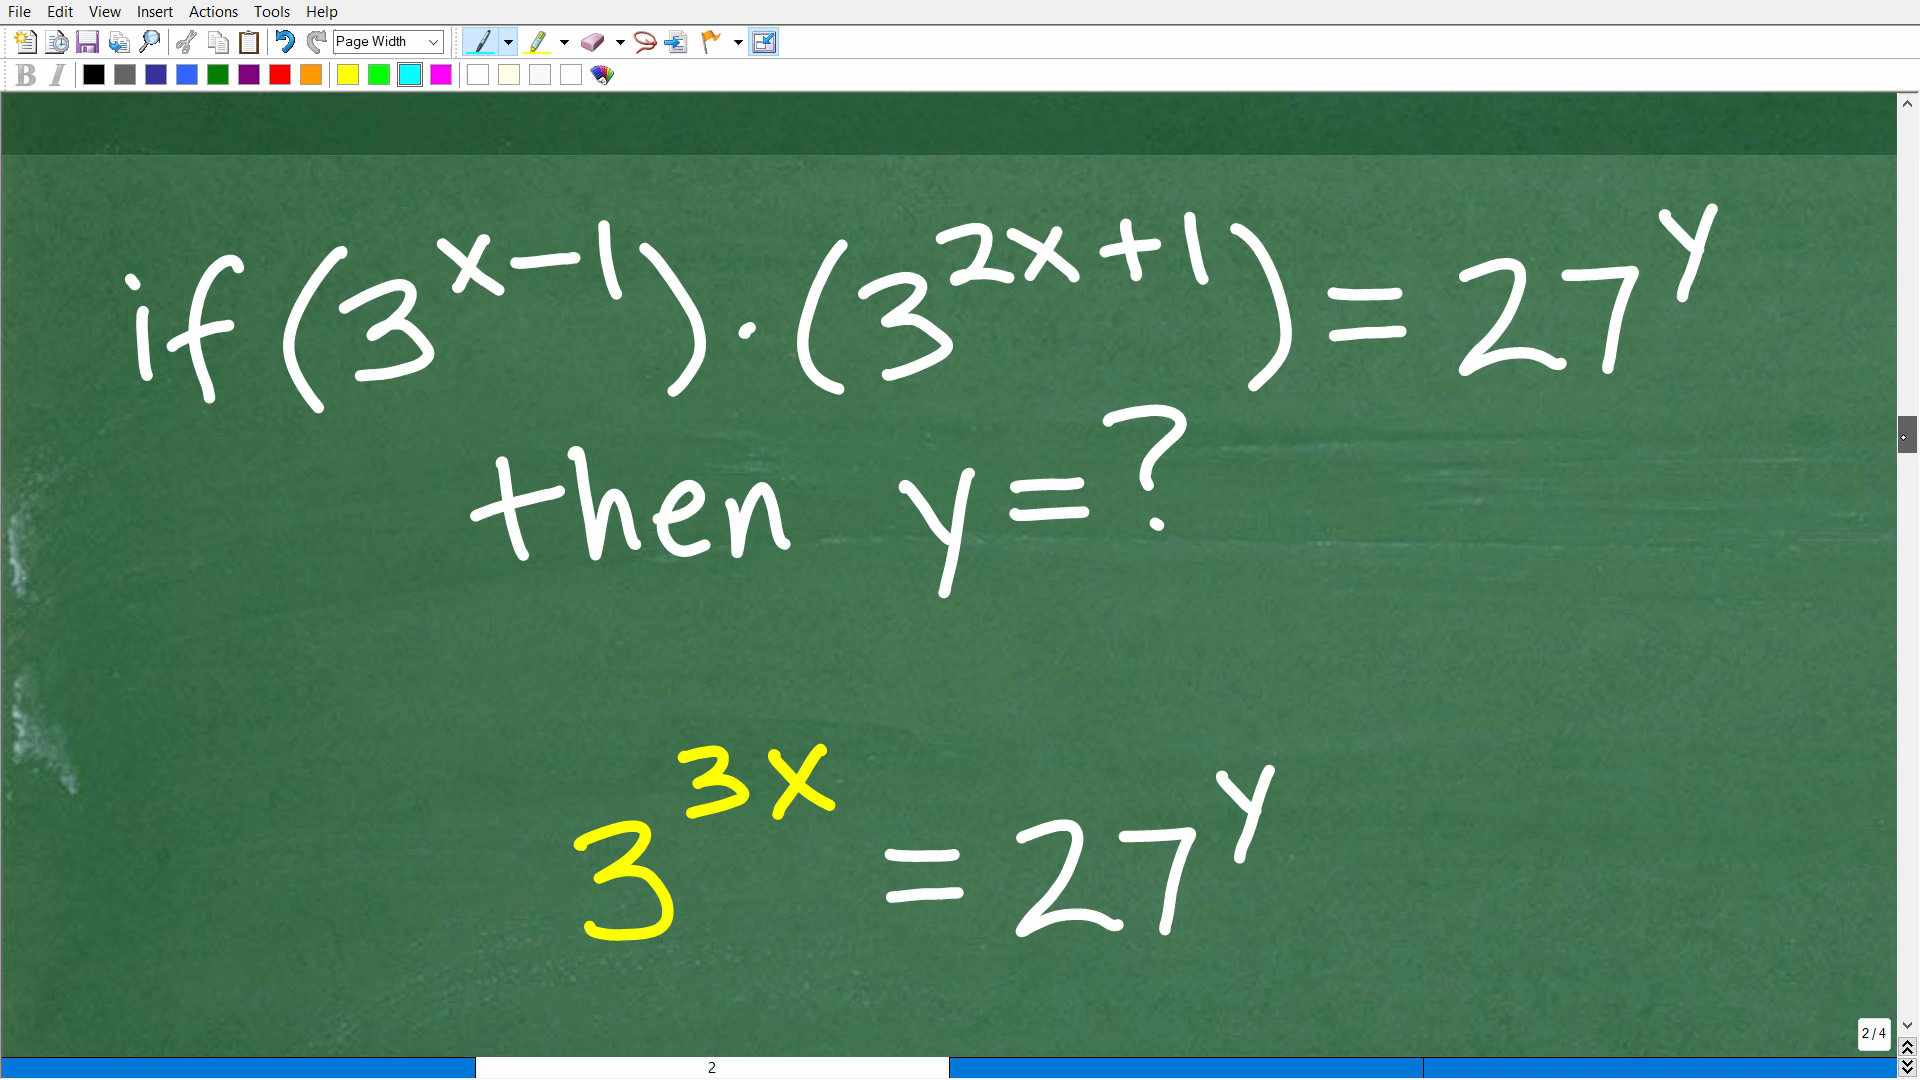 File Edit View Insert Actions Tools Help
Page Width
B I
if (3^{x-1}) · (3^{2x+1}) = 27^y
then y = ?
3^{3x} = 27^y
2 / 4
2